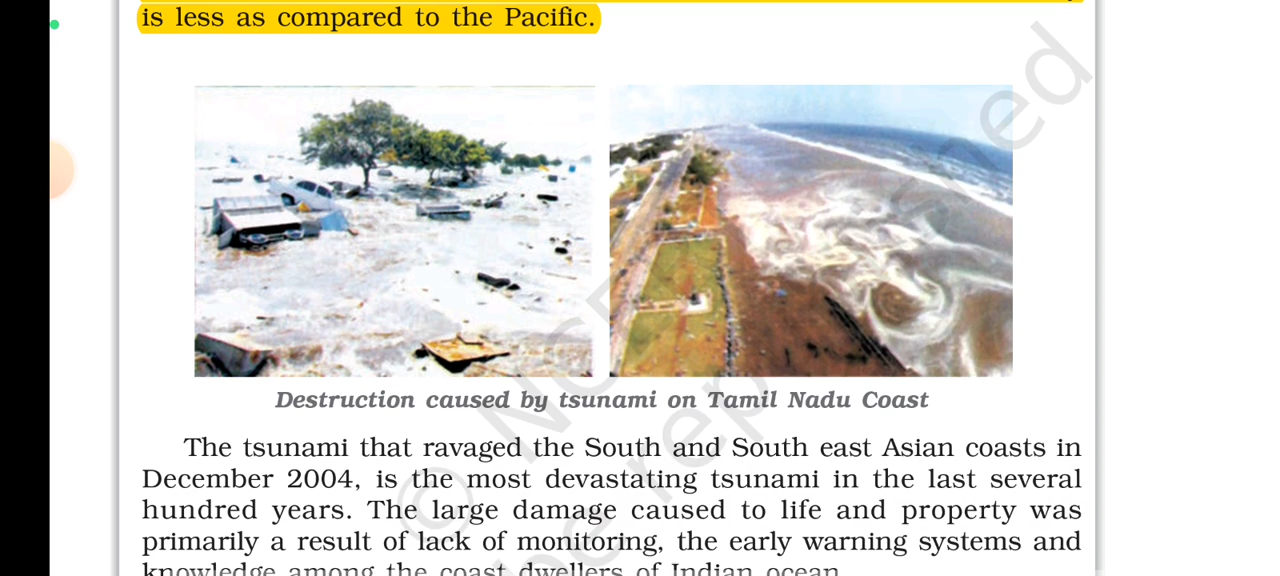 is less as compared to the Pacific.
Destruction caused by tsunami on Tamil Nadu Coast
The tsunami that ravaged the South and South east Asian coasts in
December 2004, is the most devastating tsunami in the last several
hundred years. The large damage caused to life and property was
primarily a result of lack of monitoring, the early warning systems and
knowledge among the coast dwellers of Indian ocean.